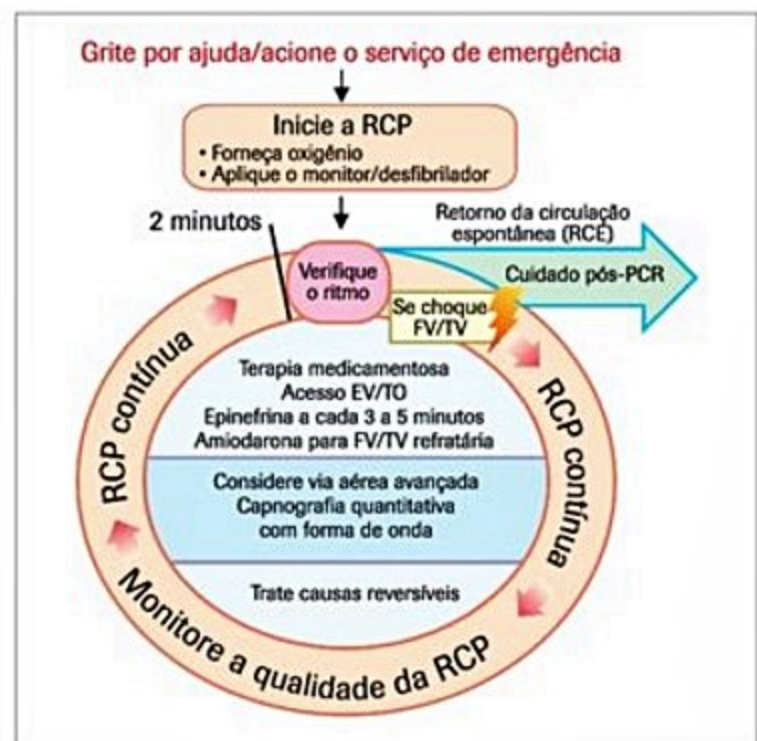 Grite por ajuda/acione o serviço de emergência
Inicie a RCP
• Forneça oxigênio
• Aplique o monitor/desfibrilador
2 minutos
Retorno da circulação
espontânea (RCE)
Verifique
o ritmo
Cuidado pós-PCR
Se choque
FV/TV
RCP contínua
RCP contínua
Terapia medicamentosa
Acesso EV/TO
Epinefrina a cada 3 a 5 minutos
Amiodarona para FV/TV refratária
Considere via aérea avançada
Capnografia quantitativa
com forma de onda
Trate causas reversíveis
Monitore a qualidade da RCP